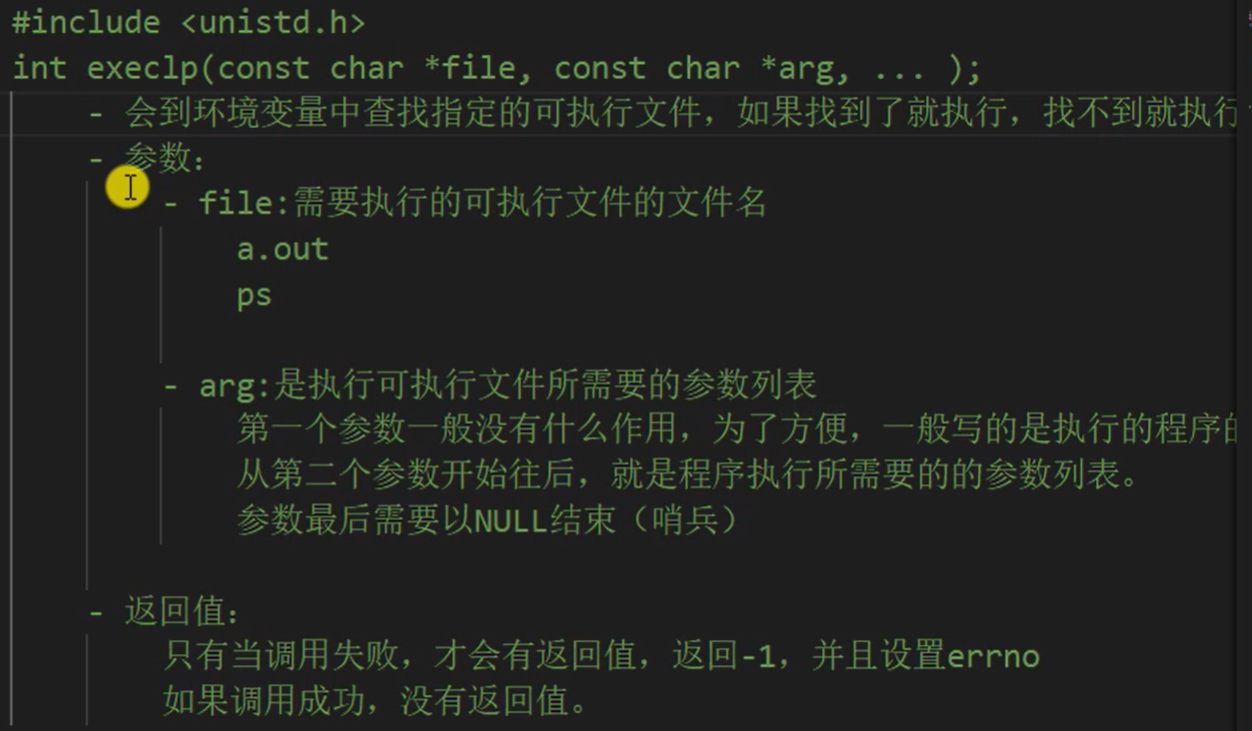 #include <unistd.h>
int execlp(const char *file, const char *arg, ... );
- 会到环境变量中查找指定的可执行文件，如果找到了就执行，找不到就执行
- 参数：
- file:需要执行的可执行文件的文件名
a.out
ps
- arg:是执行可执行文件所需要的参数列表
第一个参数一般没有什么作用，为了方便，一般写的是执行的程序的
从第二个参数开始往后，就是程序执行所需要的的参数列表。
参数最后需要以NULL结束（哨兵）
- 返回值：
只有当调用失败，才会有返回值，返回-1，并且设置errno
如果调用成功，没有返回值。